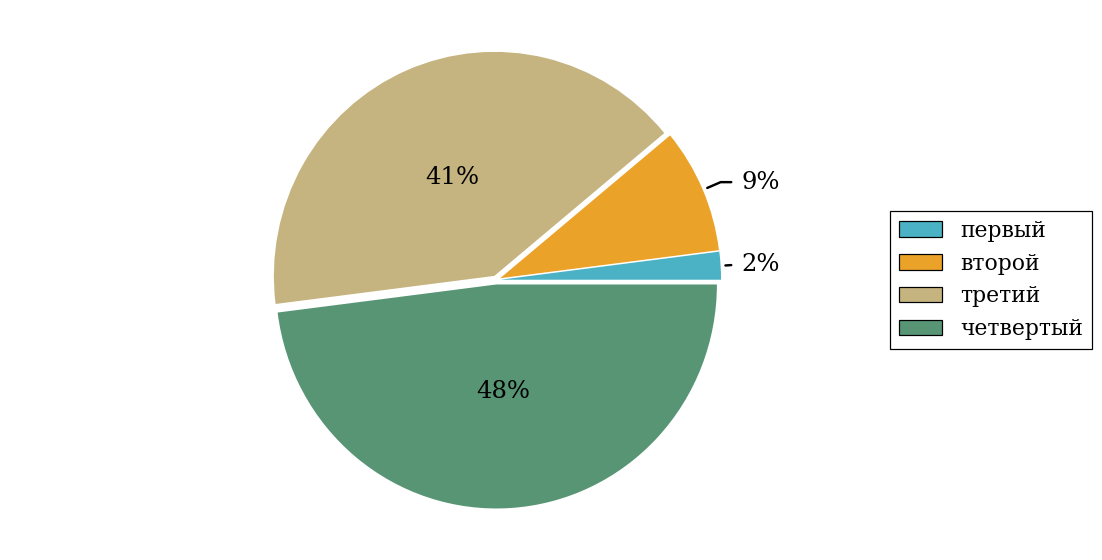 41%
9%
2%
48%
первый
второй
третий
четвертый